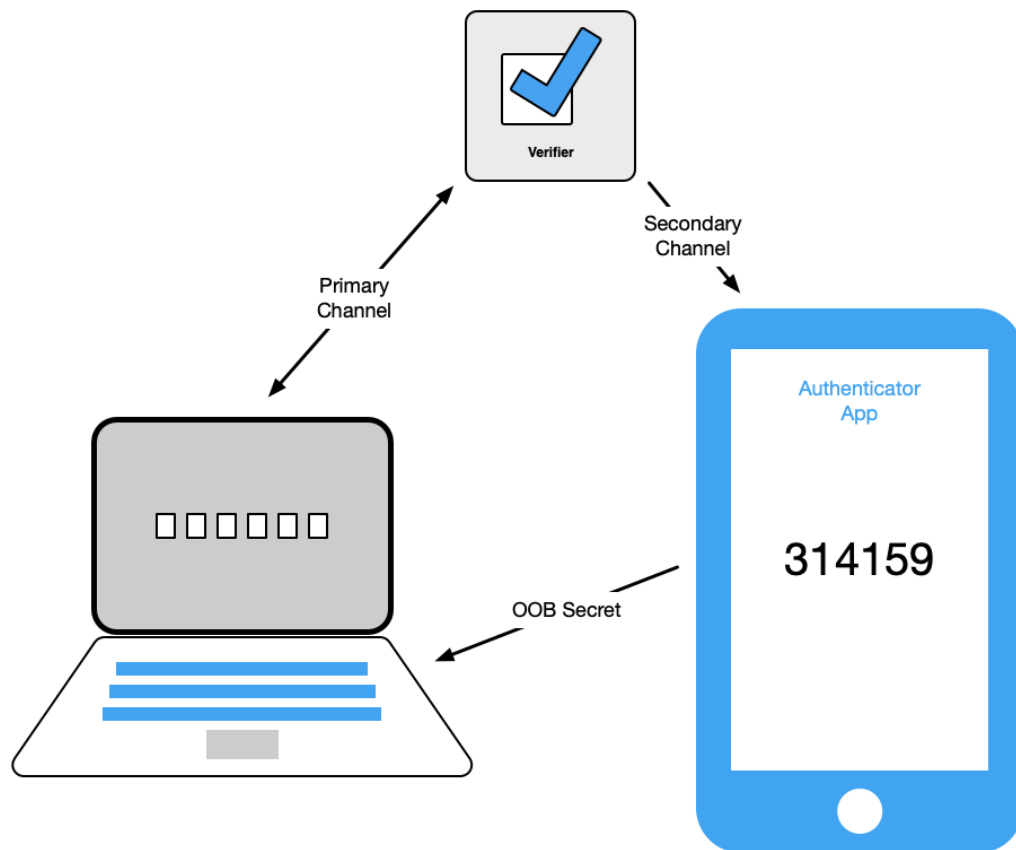 Verifier
Secondary
Channel
Primary
Channel
Authenticator
App
314159
OOB Secret